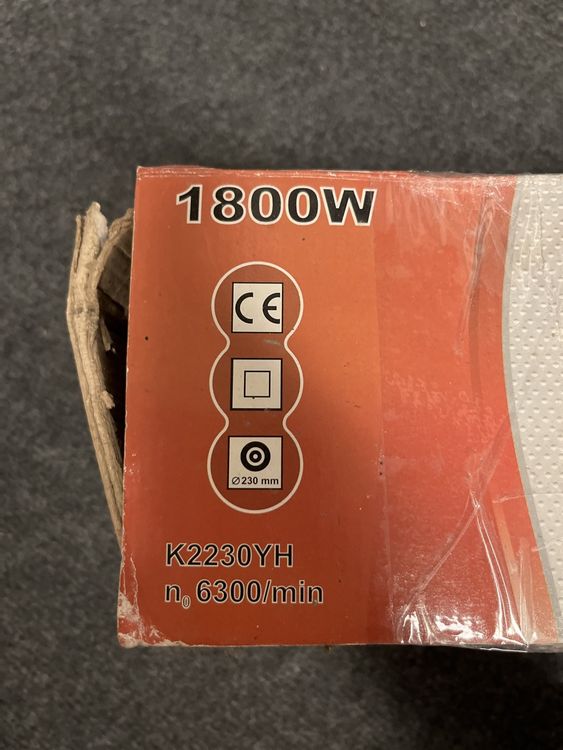 1800W
CE
Ø 230 mm
K2230YH
n₀ 6300/min